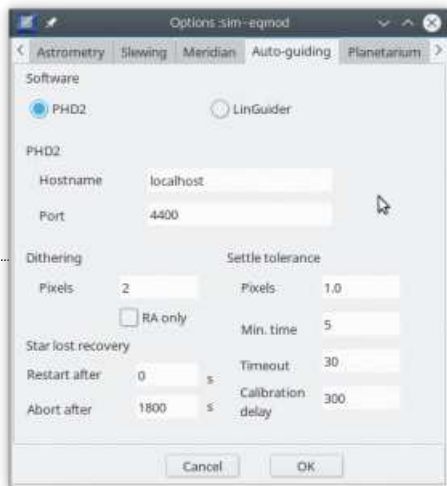 Options :sim-eqmod
Astrometry Slewing Meridian Auto-guiding Planetarium
Software
PHD2 LinGuider
PHD2
Hostname localhost
Port 4400
Dithering
Pixels 2
RA only
Settle tolerance
Pixels 1.0
Min. time 5
Timeout 30
Calibration delay 300
Star lost recovery
Restart after 0 s
Abort after 1800 s
Cancel OK